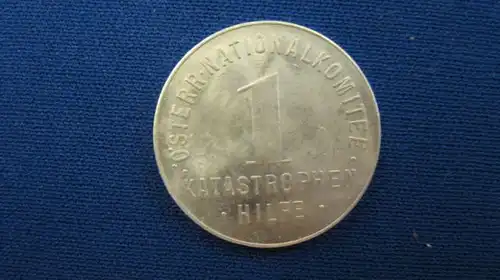 ÖSTERR·NATIONALKOMITEE
1
KATASTROPHEN
· HILFE ·